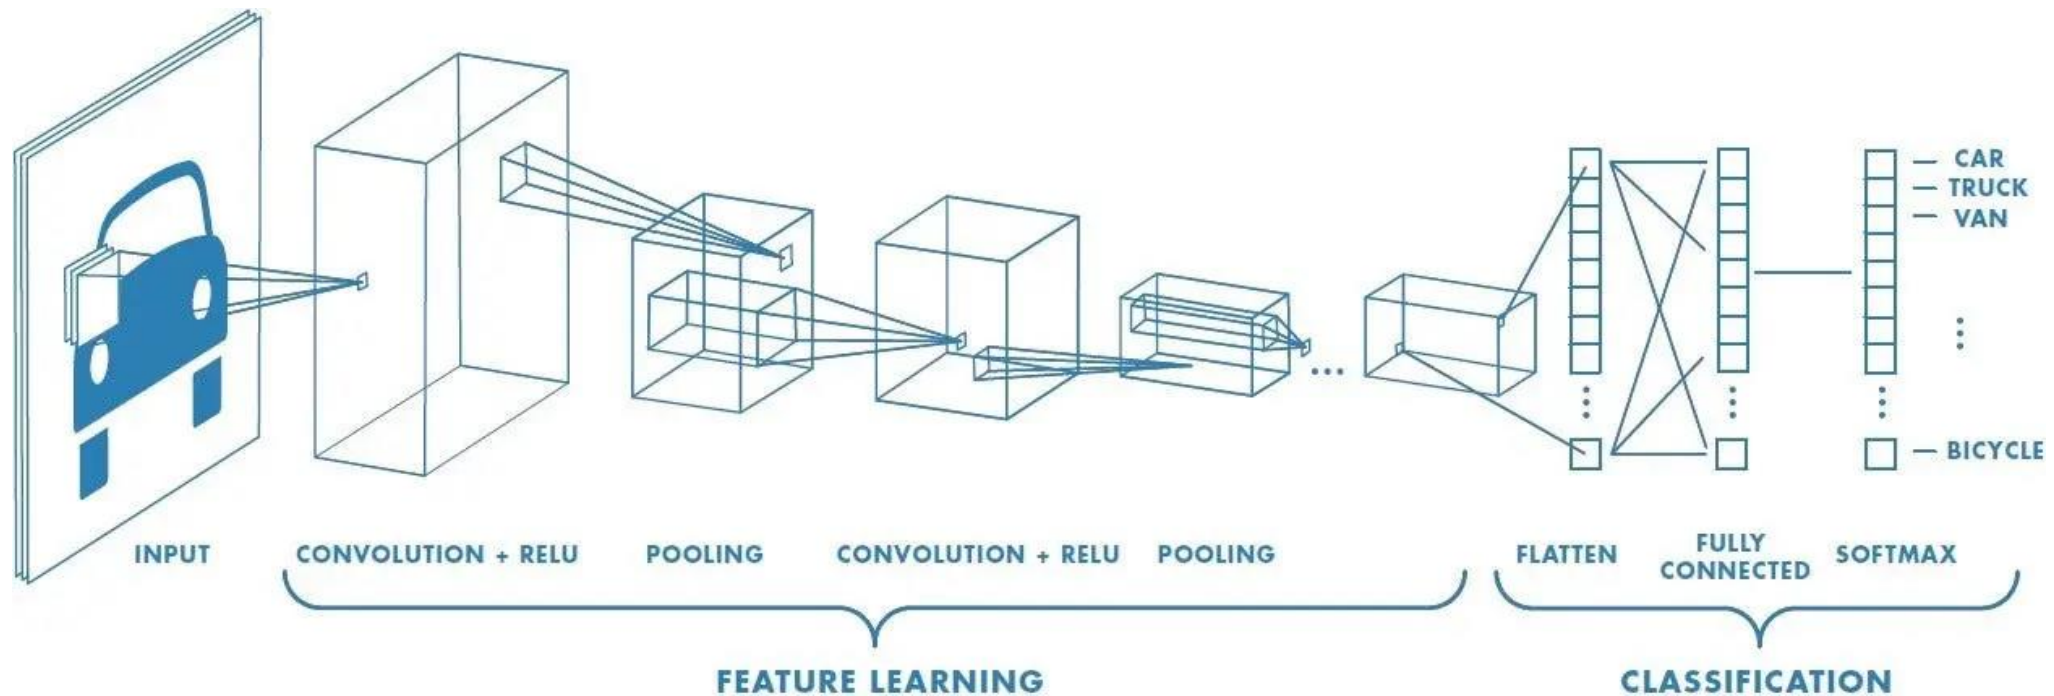 CAR
TRUCK
VAN
BICYCLE
INPUT
CONVOLUTION + RELU
POOLING
CONVOLUTION + RELU
POOLING
FLATTEN
FULLY
CONNECTED
SOFTMAX
FEATURE LEARNING
CLASSIFICATION